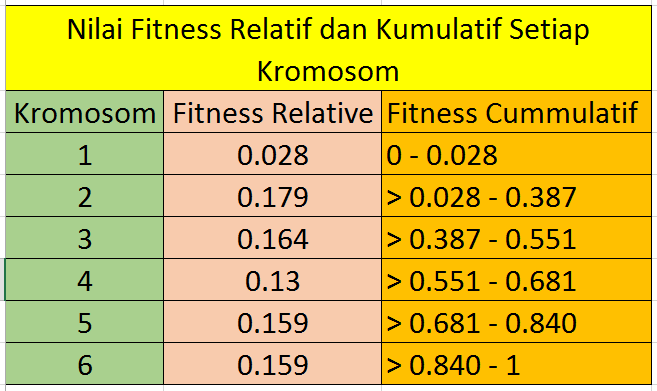 Nilai Fitness Relatif dan Kumulatif Setiap
Kromosom
Kromosom Fitness Relative Fitness Cummulatif
1 0.028 0 - 0.028
2 0.179 > 0.028 - 0.387
3 0.164 > 0.387 - 0.551
4 0.13 > 0.551 - 0.681
5 0.159 > 0.681 - 0.840
6 0.159 > 0.840 - 1